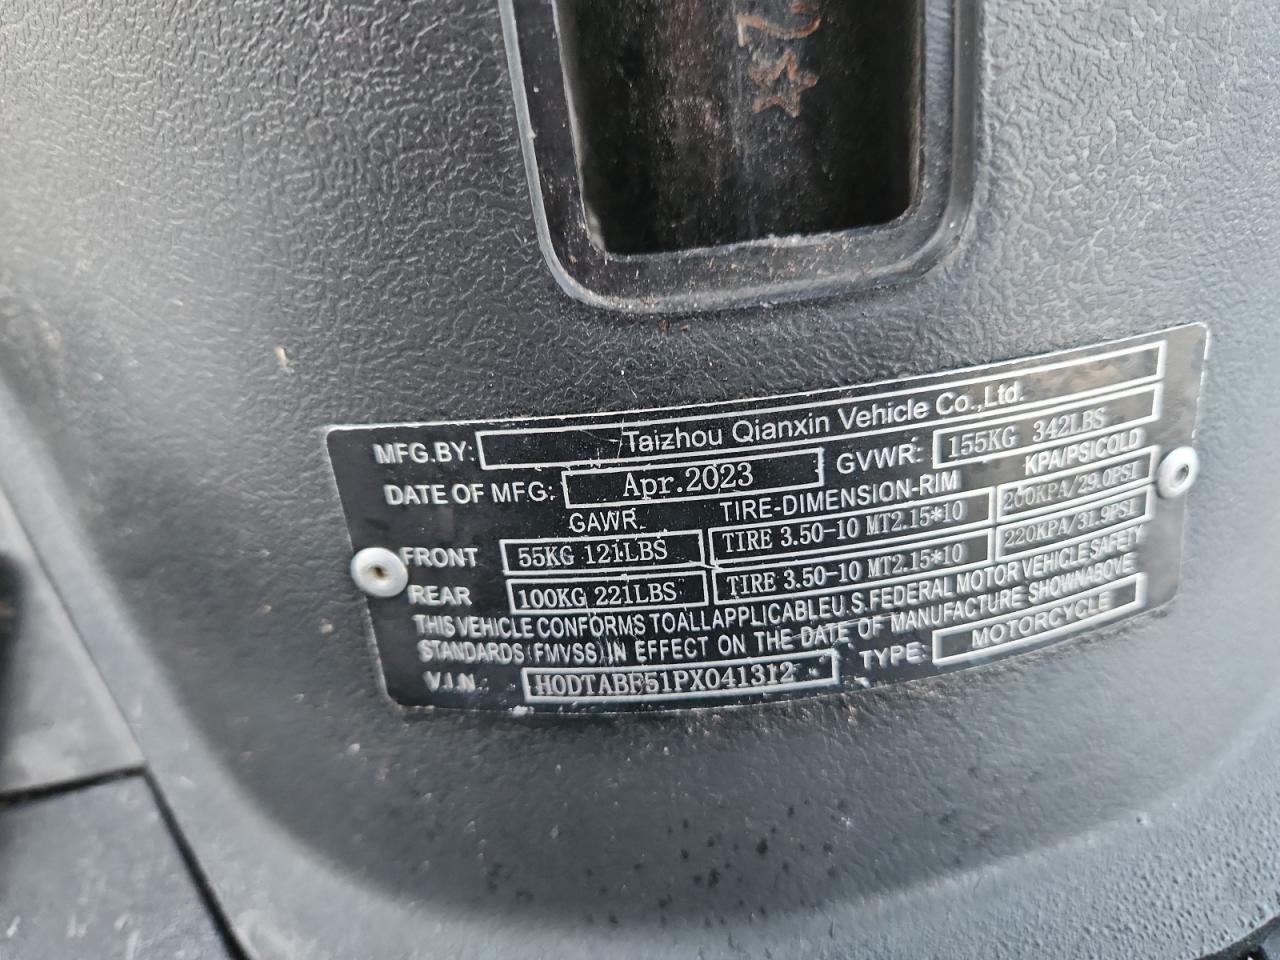 2☆
MFG.BY: Taizhou Qianxin Vehicle Co.,Ltd.
DATE OF MFG: Apr.2023 GVWR: 155KG 342LBS
GAWR TIRE-DIMENSION-RIM KPA/PSICOLD
FRONT 55KG 121LBS TIRE 3.50-10 MT2.15*10 200KPA/29.0PSI
REAR 100KG 221LBS TIRE 3.50-10 MT2.15*10 220KPA/31.9PSI
THIS VEHICLE CONFORMS TOALLAPPLICABLEU.S.FEDERAL MOTOR VEHICLE SAFETY
STANDARDS(FMVSS)IN EFFECT ON THE DATE OF MANUFACTURE SHOWNABOVE
V.I.N.: H0DTABF51PX041312 TYPE: MOTORCYCLE